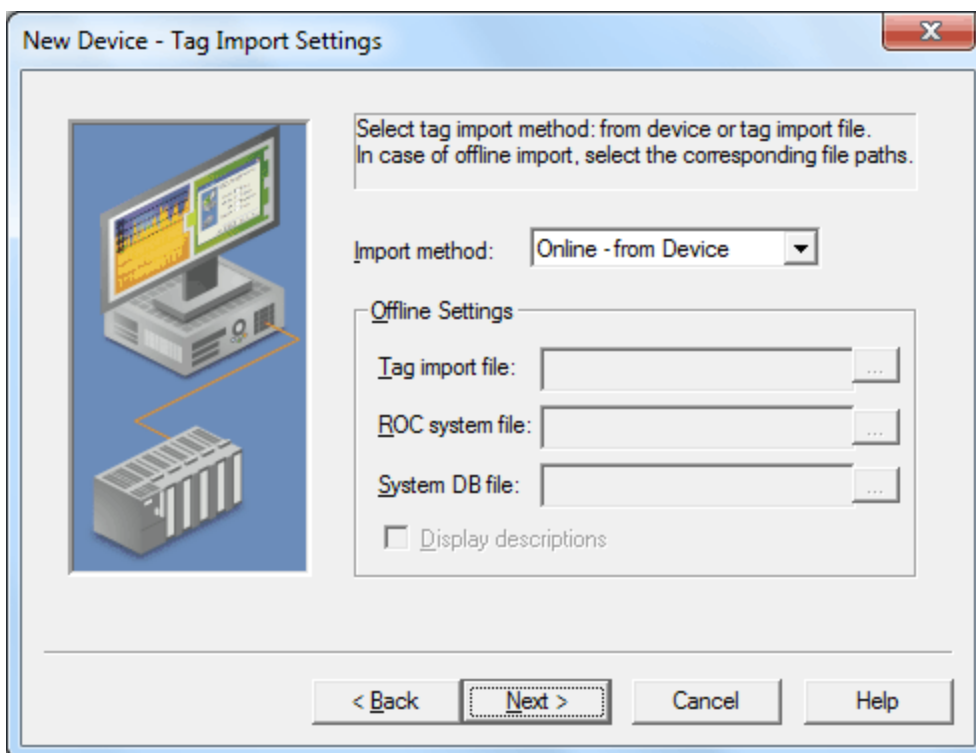 New Device - Tag Import Settings
Select tag import method: from device or tag import file.
In case of offline import, select the corresponding file paths.
Import method: Online - from Device
Offline Settings
Tag import file: ...
ROC system file: ...
System DB file: ...
Display descriptions
< Back Next > Cancel Help